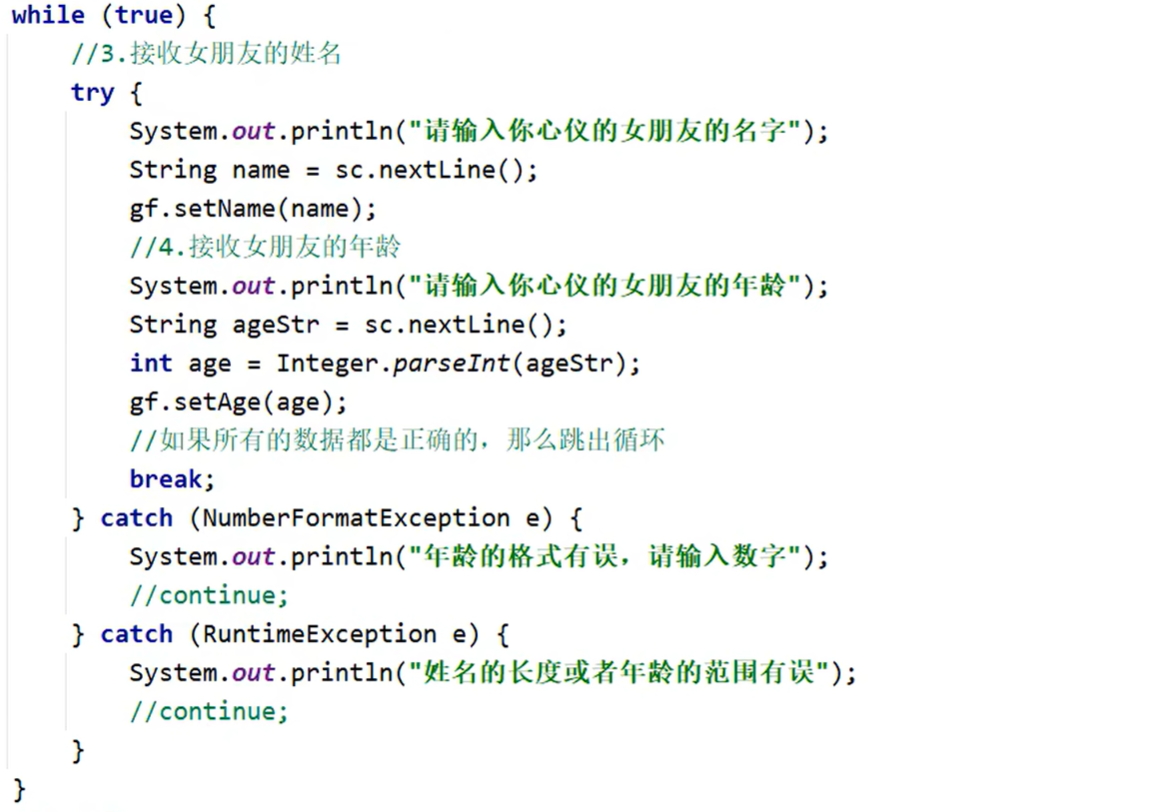 while (true) {
//3.接收女朋友的姓名
try {
System.out.println("请输入你心仪的女朋友的名字");
String name = sc.nextLine();
gf.setName(name);
//4.接收女朋友的年龄
System.out.println("请输入你心仪的女朋友的年龄");
String ageStr = sc.nextLine();
int age = Integer.parseInt(ageStr);
gf.setAge(age);
//如果所有的数据都是正确的，那么跳出循环
break;
} catch (NumberFormatException e) {
System.out.println("年龄的格式有误，请输入数字");
//continue;
} catch (RuntimeException e) {
System.out.println("姓名的长度或者年龄的范围有误");
//continue;
}
}